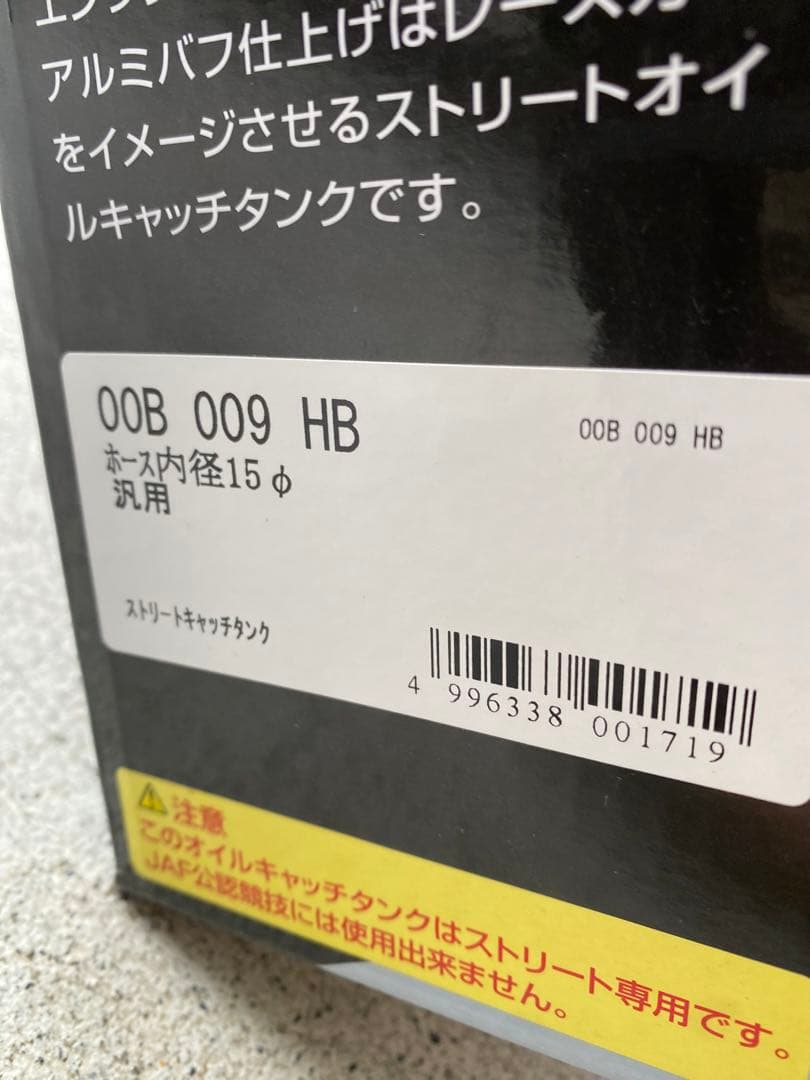 アルミバフ仕上げはレースカー
をイメージさせるストリートオイ
ルキャッチタンクです。
00B 009 HB
00B 009 HB
ホース内径15φ
汎用
ストリートキャッチタンク
4 996338 001719
注意
このオイルキャッチタンクはストリート専用です。
JAF公認競技には使用出来ません。